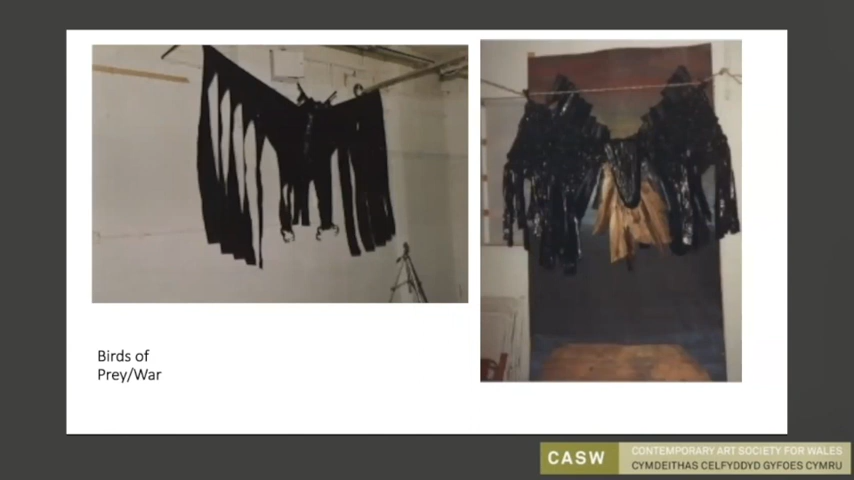 Birds of
Prey/War
CASW
CONTEMPORARY ART SOCIETY FOR WALES
CYMDEITHAS CELFYDDYD GYFOES CYMRU